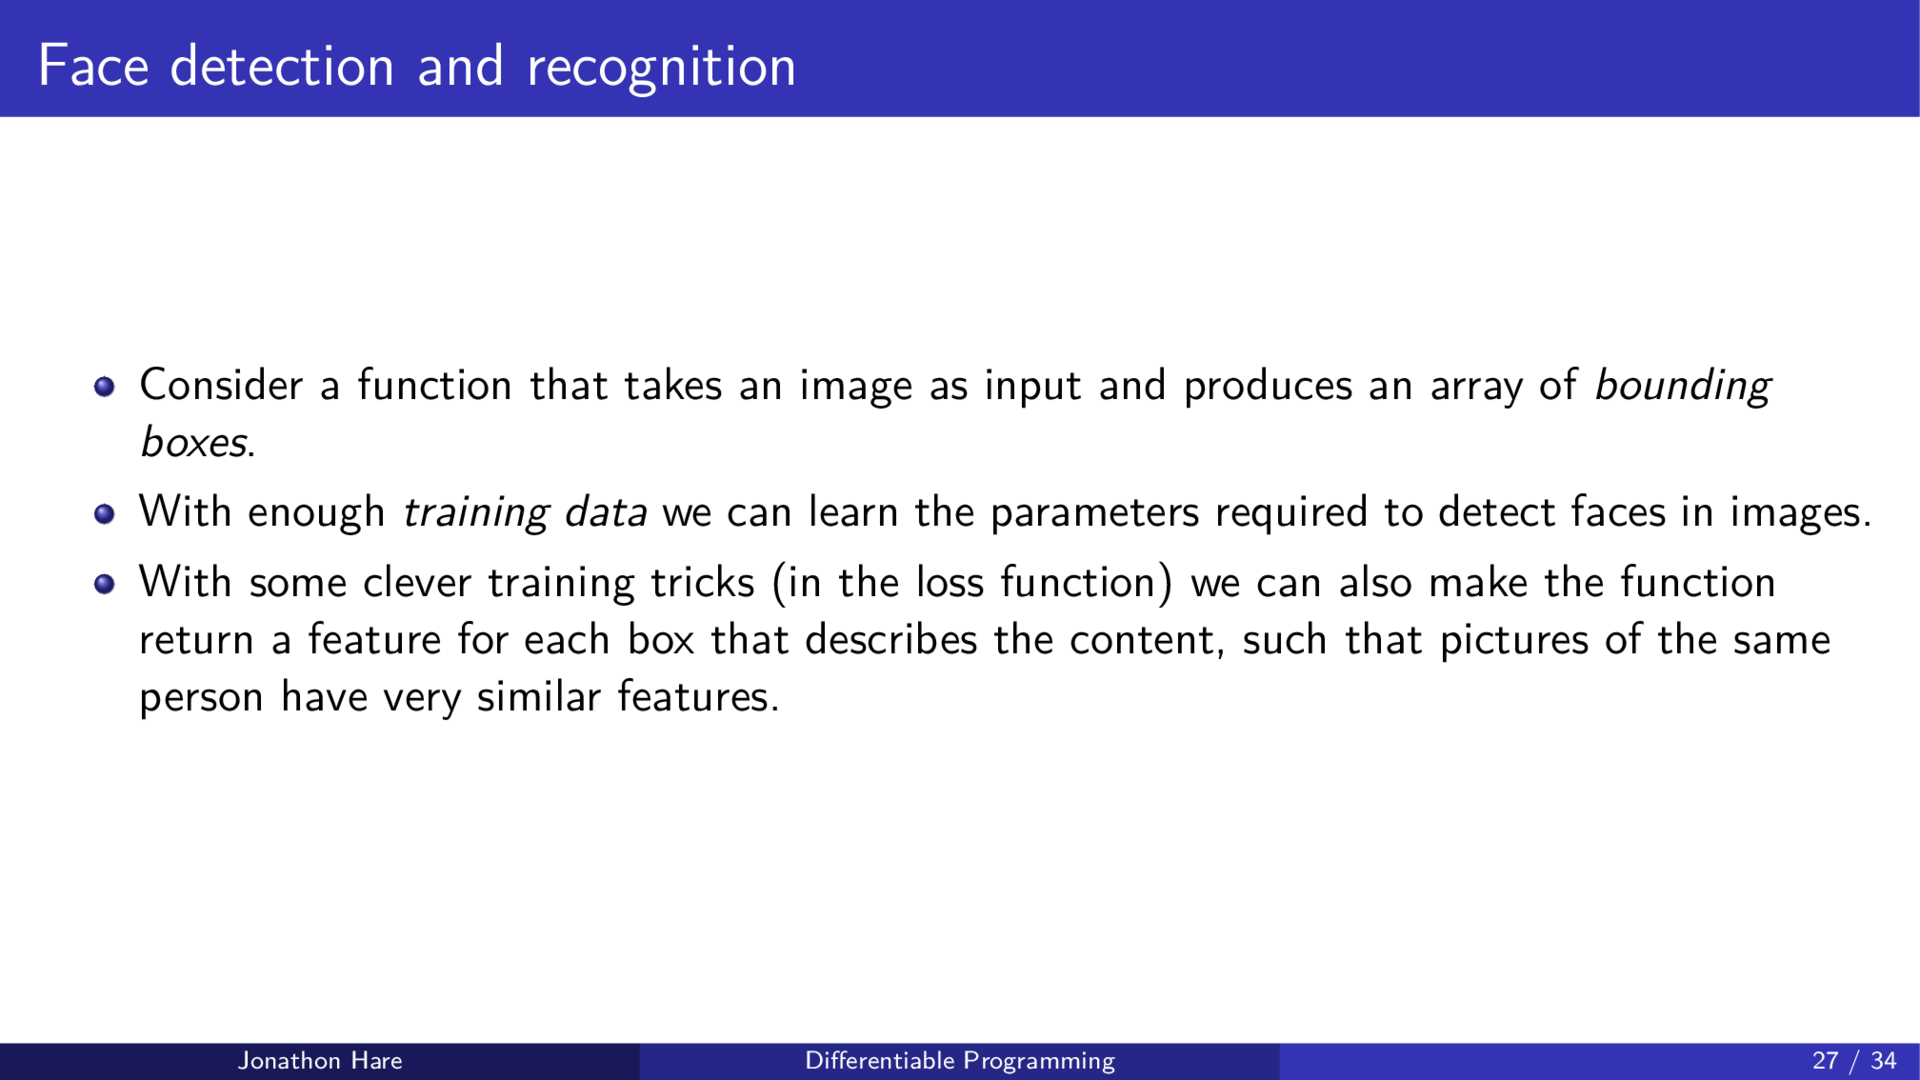 Face detection and recognition
Consider a function that takes an image as input and produces an array of bounding
boxes.
With enough training data we can learn the parameters required to detect faces in images.
With some clever training tricks (in the loss function) we can also make the function
return a feature for each box that describes the content, such that pictures of the same
person have very similar features.
Jonathon Hare
Differentiable Programming
27 / 34